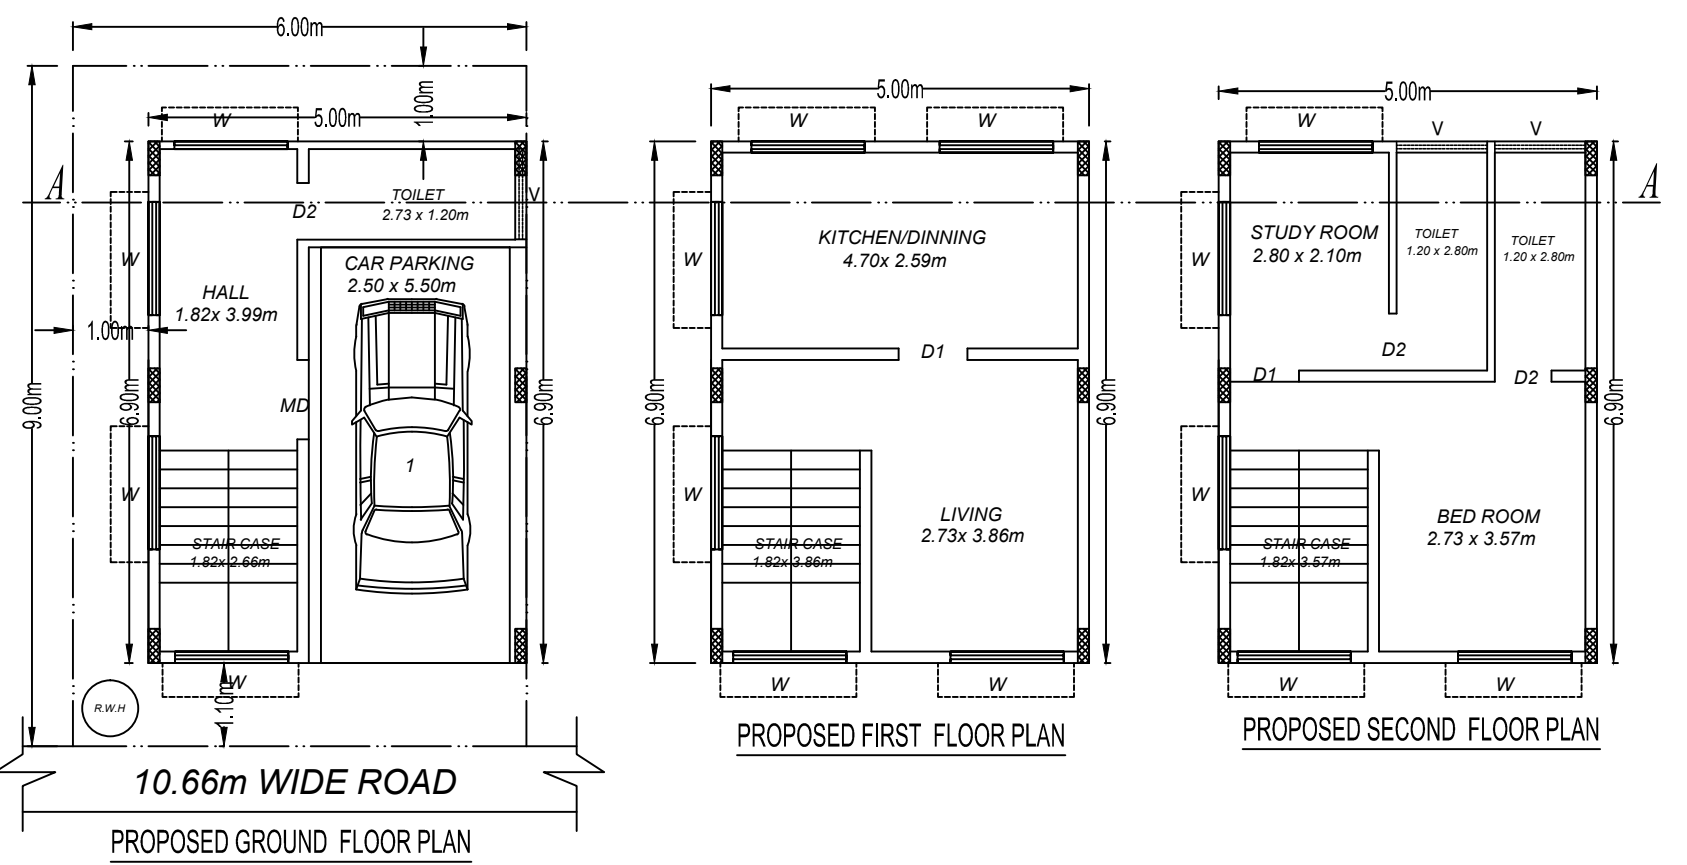 6.00m
1.00m
5.00m
W
A
TOILET
2.73 x 1.20m
V
D2
W
CAR PARKING
2.50 x 5.50m
HALL
1.82x 3.99m
1.00m
9.00m
6.90m
MD
6.90m
1
W
STAIR CASE
1.82x 2.66m
W
1.10m
R.W.H
10.66m WIDE ROAD
PROPOSED GROUND FLOOR PLAN
5.00m
W
W
W
KITCHEN/DINNING
4.70x 2.59m
D1
6.90m
6.90m
W
LIVING
2.73x 3.86m
STAIR CASE
1.82x 3.86m
W
W
PROPOSED FIRST FLOOR PLAN
5.00m
W
V
V
A
STUDY ROOM
2.80 x 2.10m
TOILET
1.20 x 2.80m
TOILET
1.20 x 2.80m
W
D2
D1
D2
6.90m
W
BED ROOM
2.73 x 3.57m
STAIR CASE
1.82x 3.57m
W
W
PROPOSED SECOND FLOOR PLAN